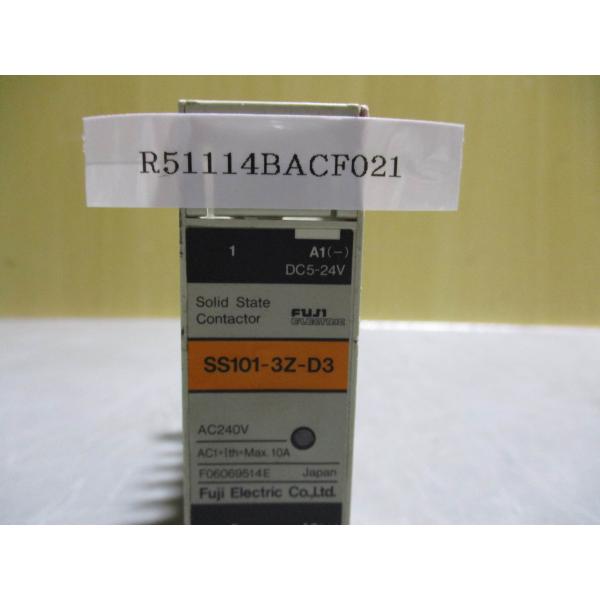 R51114BACF021
1 A1(-)
DC5-24V
Solid State
Contactor
FUJI
ELECTRIC
SS101-3Z-D3
AC240V
AC1=Ith=Max. 10A
F06069514E Japan
Fuji Electric Co.,Ltd.